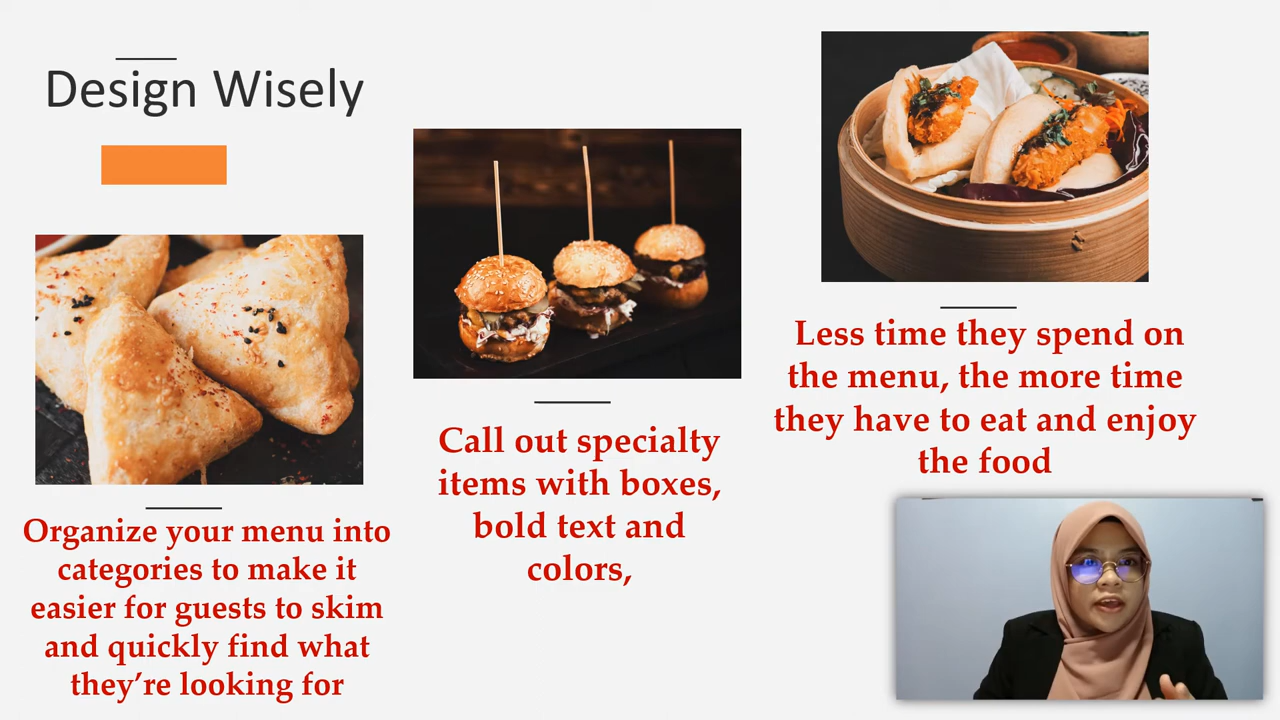 Design Wisely
Organize your menu into
categories to make it
easier for guests to skim
and quickly find what
they’re looking for
Call out specialty
items with boxes,
bold text and
colors,
Less time they spend on
the menu, the more time
they have to eat and enjoy
the food